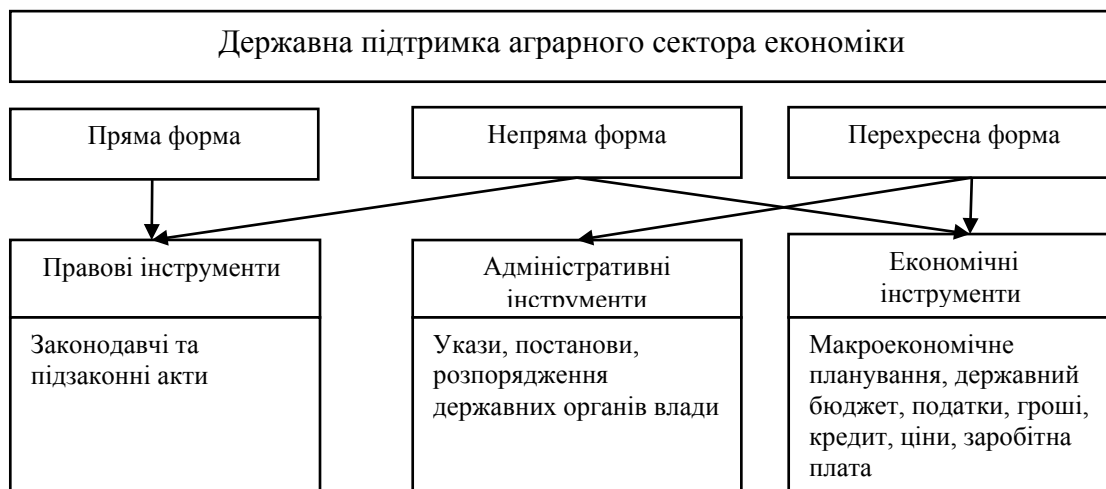 Державна підтримка аграрного сектора економіки
Пряма форма
Непряма форма
Перехресна форма
Правові інструменти
Адміністративні
інструменти
Економічні
інструменти
Законодавчі та
підзаконні акти
Укази, постанови,
розпорядження
державних органів влади
Макроекономічне
планування, державний
бюджет, податки, гроші,
кредит, ціни, заробітна
плата